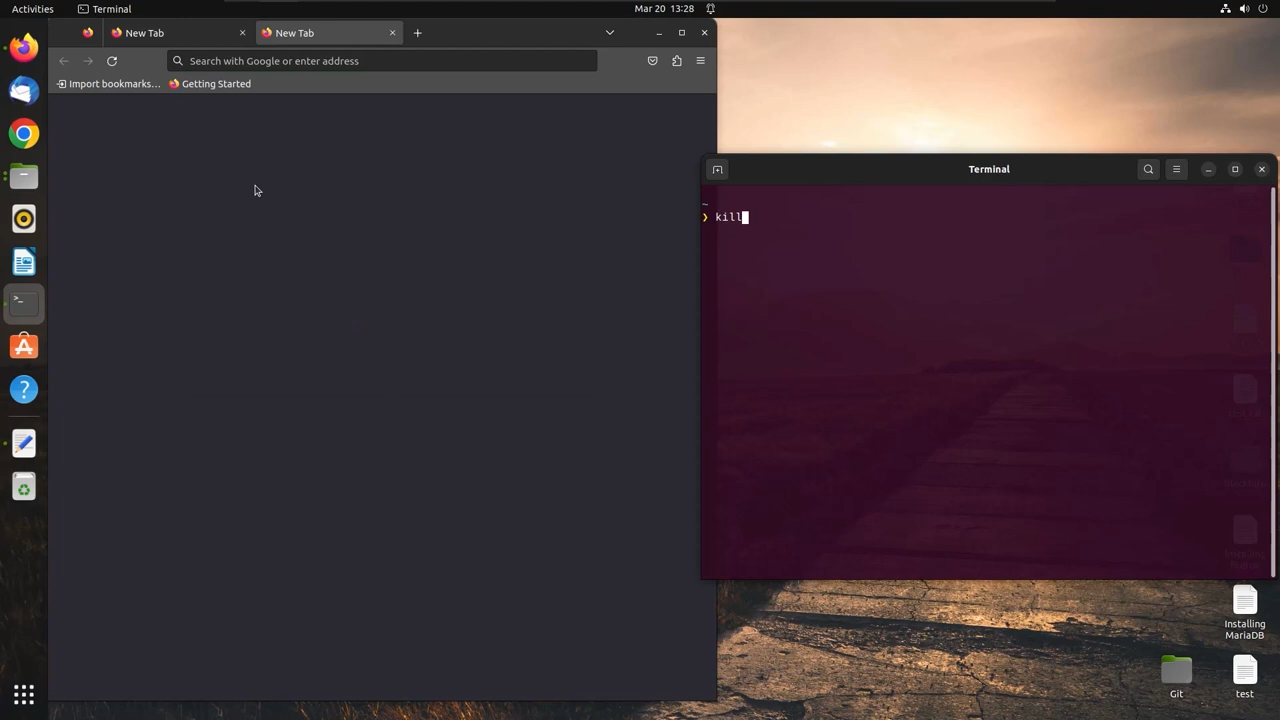 Activities
Terminal
Mar 20 13:28
New Tab
New Tab
Search with Google or enter address
Import bookmarks…
Getting Started
Terminal
~
❯ kill
Installing
MariaDB
Git
test